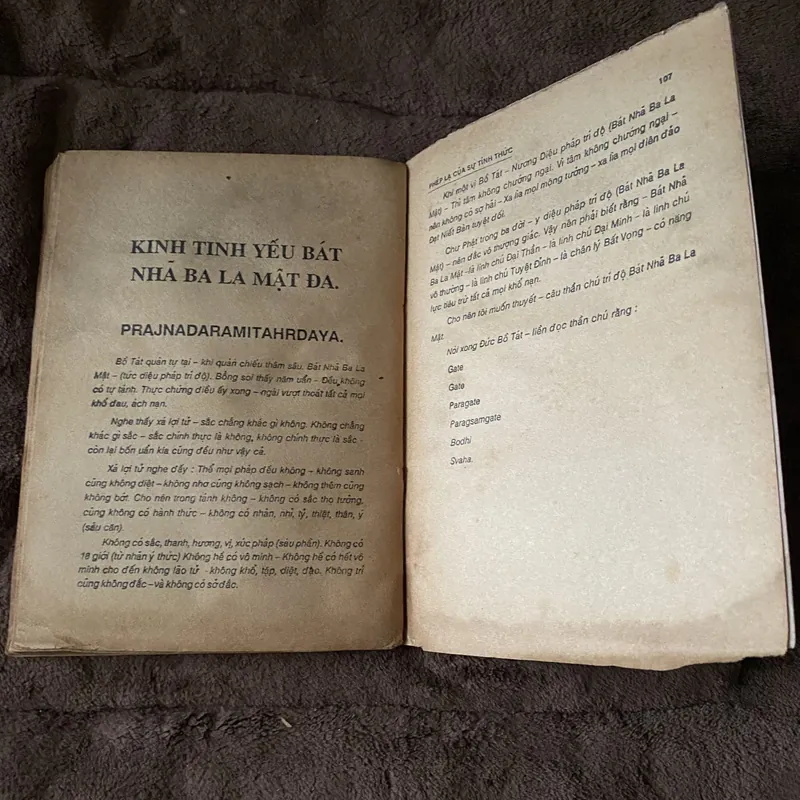 KINH TINH YẾU BÁT
NHẢ BA LA MẬT ĐA.
PRAJNADARAMITAHRDAYA.
Bồ Tát quán tự tại – khi quán chiếu thâm sâu. Bát Nhả Ba La
Mật – (tức diệu pháp trí độ). Bổng soi thấy năm uẩn – Đều không
có tự tánh. Thực chứng điều ấy xong – ngài vượt thoát tất cả mọi
khổ đau, ách nạn.
Nghe thấy xá lợi tử – sắc chẳng khác gì không. Không chẳng
khác gì sắc – sắc chính thực là không, không chính thực là sắc -
còn lại bốn uẩn kia cũng đều như vậy cả.
Xá lợi tử nghe đây : Thể mọi pháp đều không – không sanh
cũng không diệt – không nhơ cũng không sạch – không thêm cũng
không bớt. Cho nên trong tánh không – không có sắc thọ tưởng,
cũng không có hành thức – không có nhản, nhỉ, tỷ, thiệt, thân, ý
(sáu căn).
Không có sắc, thanh, hương, vị, xúc pháp (sáu phần). Không có
18 giới (từ nhản ý thức) Không hề có vô minh – Không hề có hết vô
minh cho đến không lão tử - không khổ, tập, diệt, đạo. Không trí
cũng không đắc – và không có sở đắc.
107
PHÉP LẠ CỦA SỰ TỈNH THỨC
Khi một vị Bồ Tát – Nương Diệu pháp trí độ (Bát Nhả Ba La
Mật) – Thì tâm không chướng ngại. Vì tâm không chướng ngại –
nên không có sợ hải – Xa lìa mọi mộng tưởng – xa lìa mọi điên đảo
Đạt Niết Bàn tuyệt đối.
Chư Phật trong ba đời – y diệu pháp trí độ (Bát Nhả Ba La
Mật) – nên đắc vô thượng giác. Vậy nên phải biết rằng – Bát Nhả
Ba La Mật –là linh chú Đại Thần – là linh chú Đại Minh – là linh chú
vô thường – là linh chú Tuyệt Đỉnh – là chân lý Bất Vọng – có năng
lực tiêu trừ tất cả mọi khổ nạn.
Cho nên tôi muốn thuyết – câu thần chú trí độ Bát Nhả Ba La
Mật.
Nói xong Đức Bồ Tát – liền đọc thần chú rằng :
Gate
Gate
Paragate
Paragsamgate
Bodhi
Svaha.